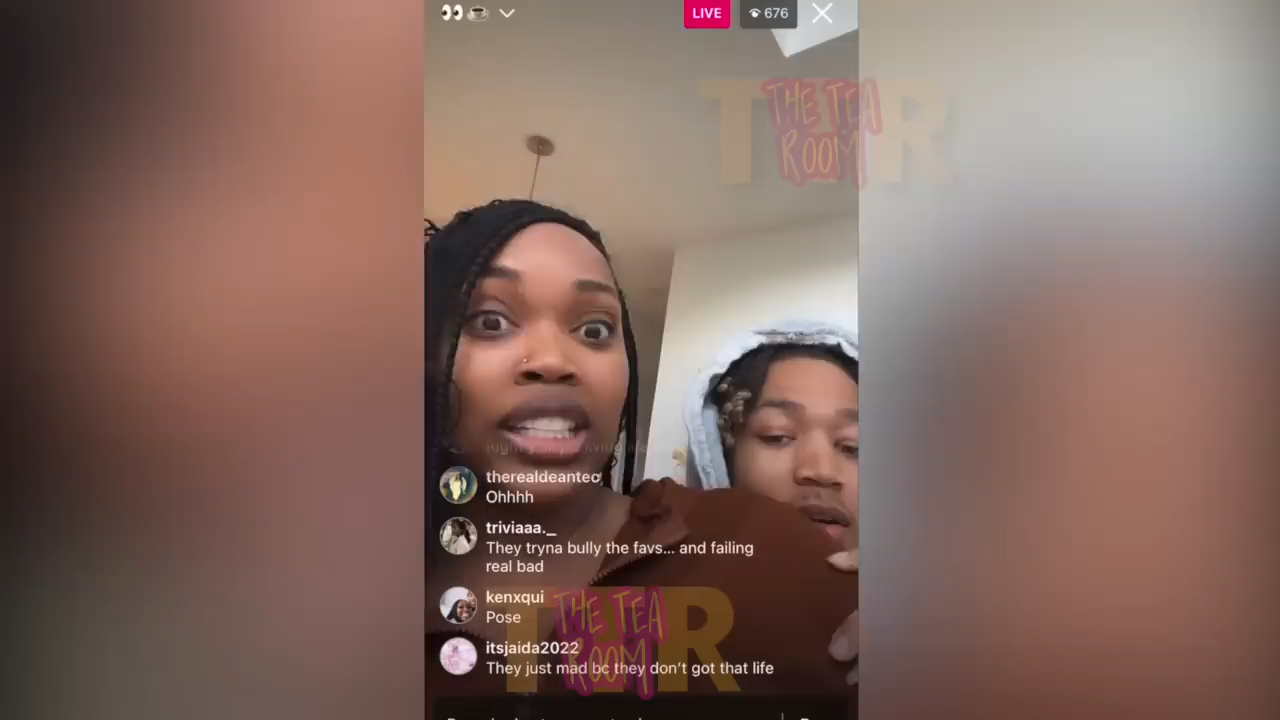 LIVE
676
T R
THE TEA
ROOM
therealdeanteo
Ohhhh
triviaaa._
They tryna bully the favs... and failing
real bad
kenxqui
Pose
itsjaida2022
They just mad bc they don't got that life
T R
THE TEA
ROOM